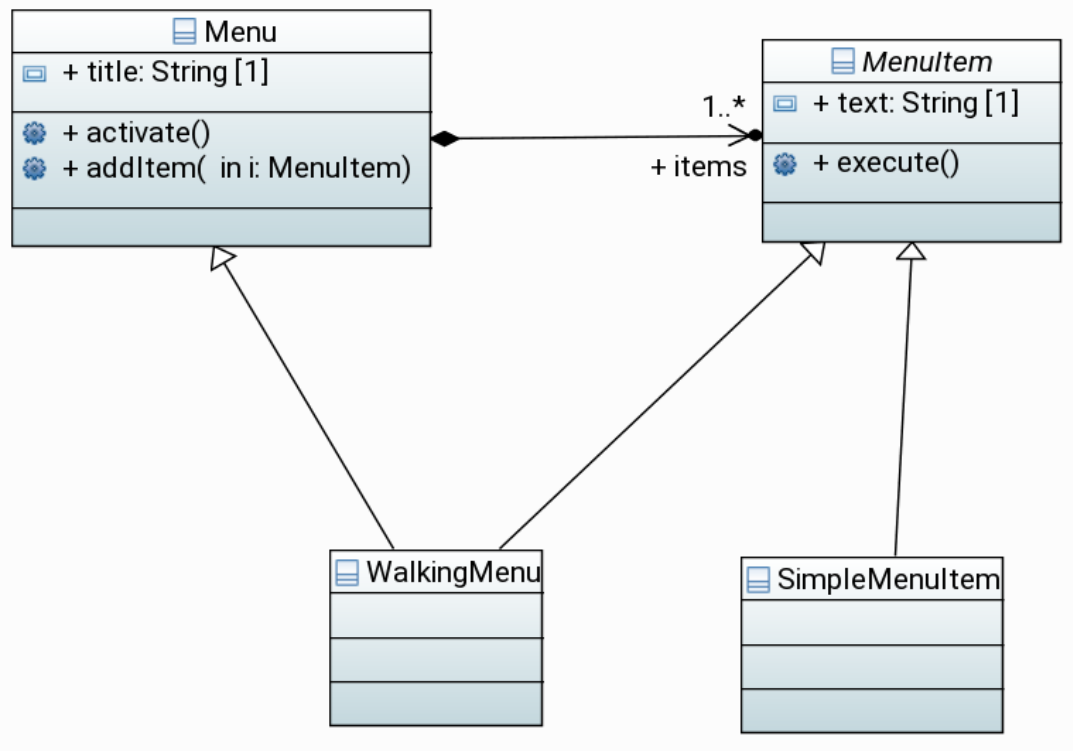 Menu
+ title: String [1]
+ activate()
+ addItem( in i: MenuItem)
1..*
+ items
MenuItem
+ text: String [1]
+ execute()
WalkingMenu
SimpleMenuItem